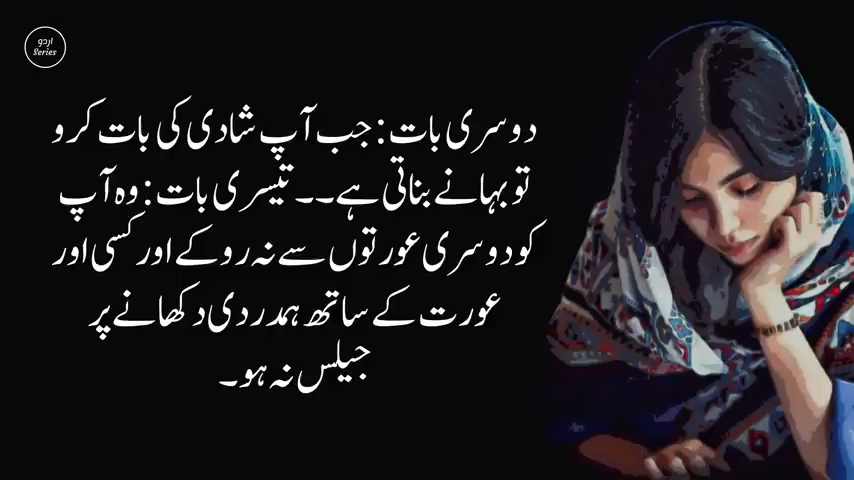 اردو
Series
دوسری بات: جب آپ شادی کی بات کرو
تو بہانے بناتی ہے۔۔ تیسری بات: وہ آپ
کو دوسری عورتوں سے نہ روکے اور کسی اور
عورت کے ساتھ ہمدردی دکھانے پر
جیلس نہ ہو۔